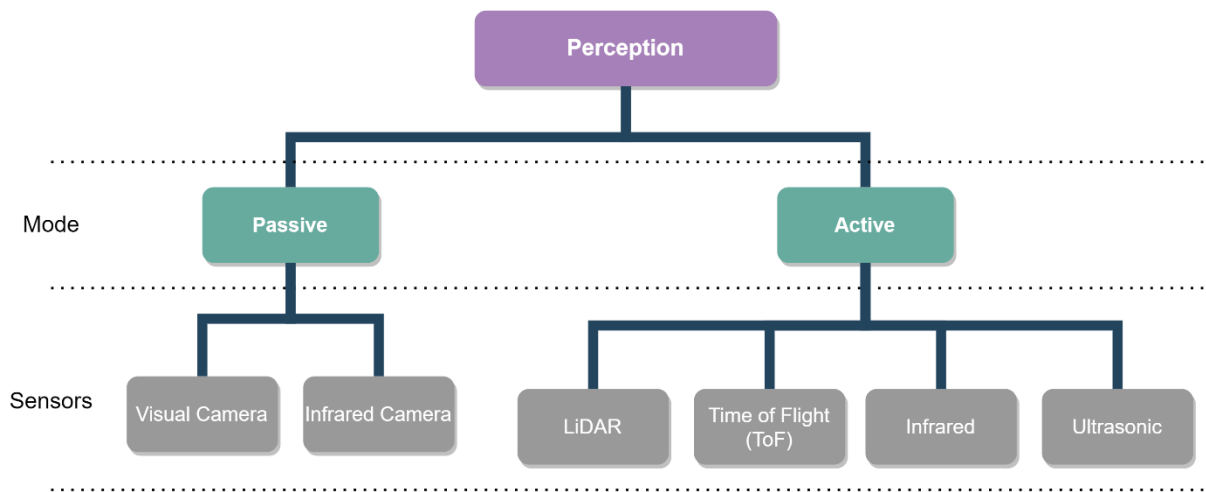 Perception
Mode
Passive
Active
Sensors
Visual Camera
Infrared Camera
LiDAR
Time of Flight
(ToF)
Infrared
Ultrasonic